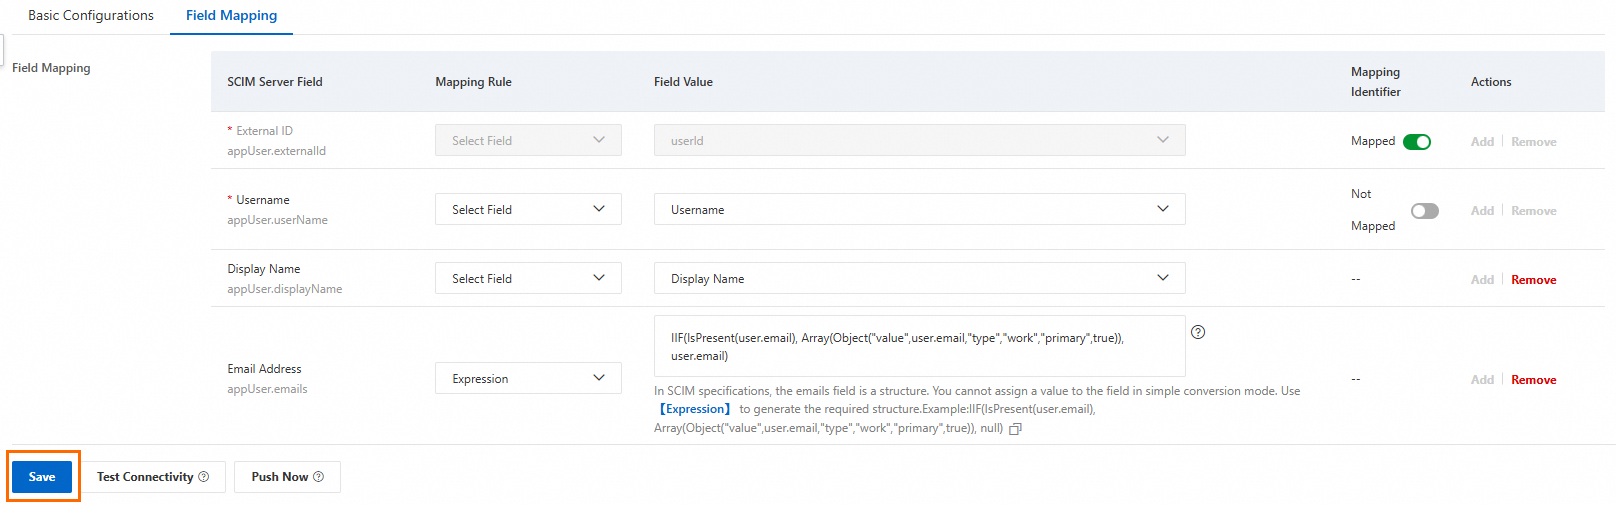 Basic Configurations
Field Mapping
Field Mapping
SCIM Server Field
Mapping Rule
Field Value
Mapping
Identifier
Actions
* External ID
appUser.externalId
Select Field
userId
Mapped
Add
Remove
* Username
appUser.userName
Select Field
Username
Not
Mapped
Add
Remove
Display Name
appUser.displayName
Select Field
Display Name
--
Add
Remove
Email Address
appUser.emails
Expression
IIF(IsPresent(user.email), Array(Object("value",user.email,"type","work","primary",true)),
user.email)
In SCIM specifications, the emails field is a structure. You cannot assign a value to the field in simple conversion mode. Use
【Expression】 to generate the required structure.Example:IIF(IsPresent(user.email),
Array(Object("value",user.email,"type","work","primary",true)), null)
--
Add
Remove
Save
Test Connectivity
Push Now